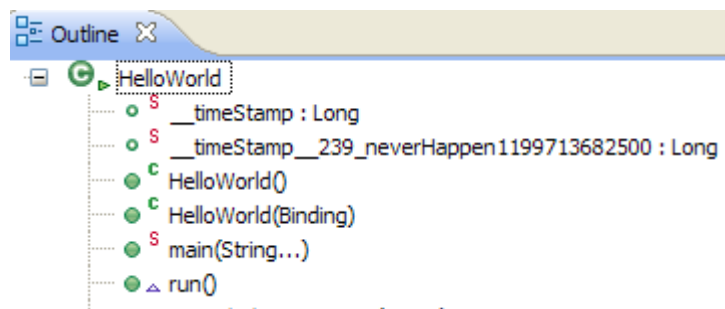 Outline
HelloWorld
S __timeStamp : Long
S __timeStamp__239_neverHappen1199713682500 : Long
C HelloWorld()
C HelloWorld(Binding)
S main(String...)
run()